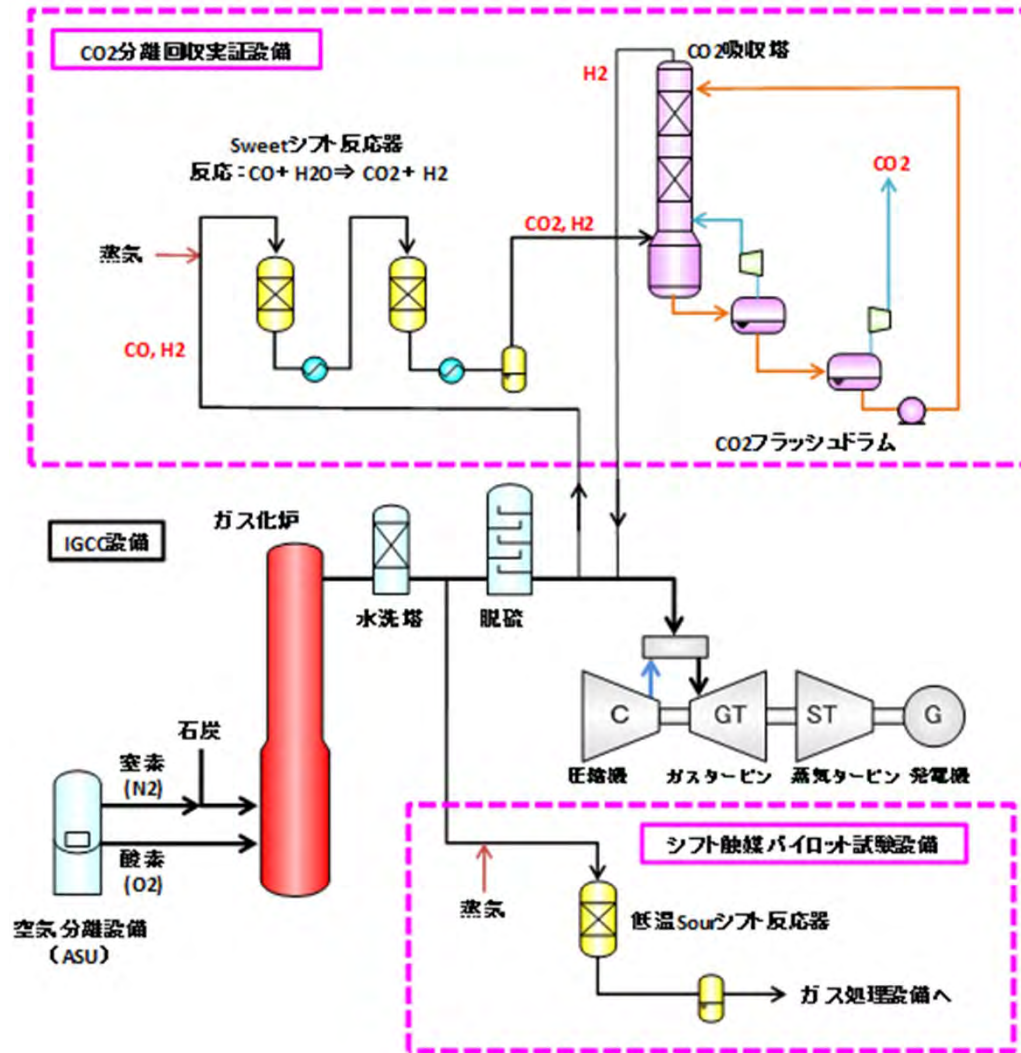 CO2分離回収実証設備
CO2吸収塔
H2
Sweetシフト反応器
反応:CO+ H2O⇒ CO2+ H2
CO2
CO2, H2
蒸気
CO, H2
CO2フラッシュドラム
IGCC設備
ガス化炉
水洗塔
脱硫
石炭
窒素
(N2)
酸素
(O2)
空気分離設備
(ASU)
C
GT
ST
G
圧縮機
ガスタービン
蒸気タービン
発電機
シフト触媒パイロット試験設備
蒸気
低温Sourシフト反応器
ガス処理設備へ